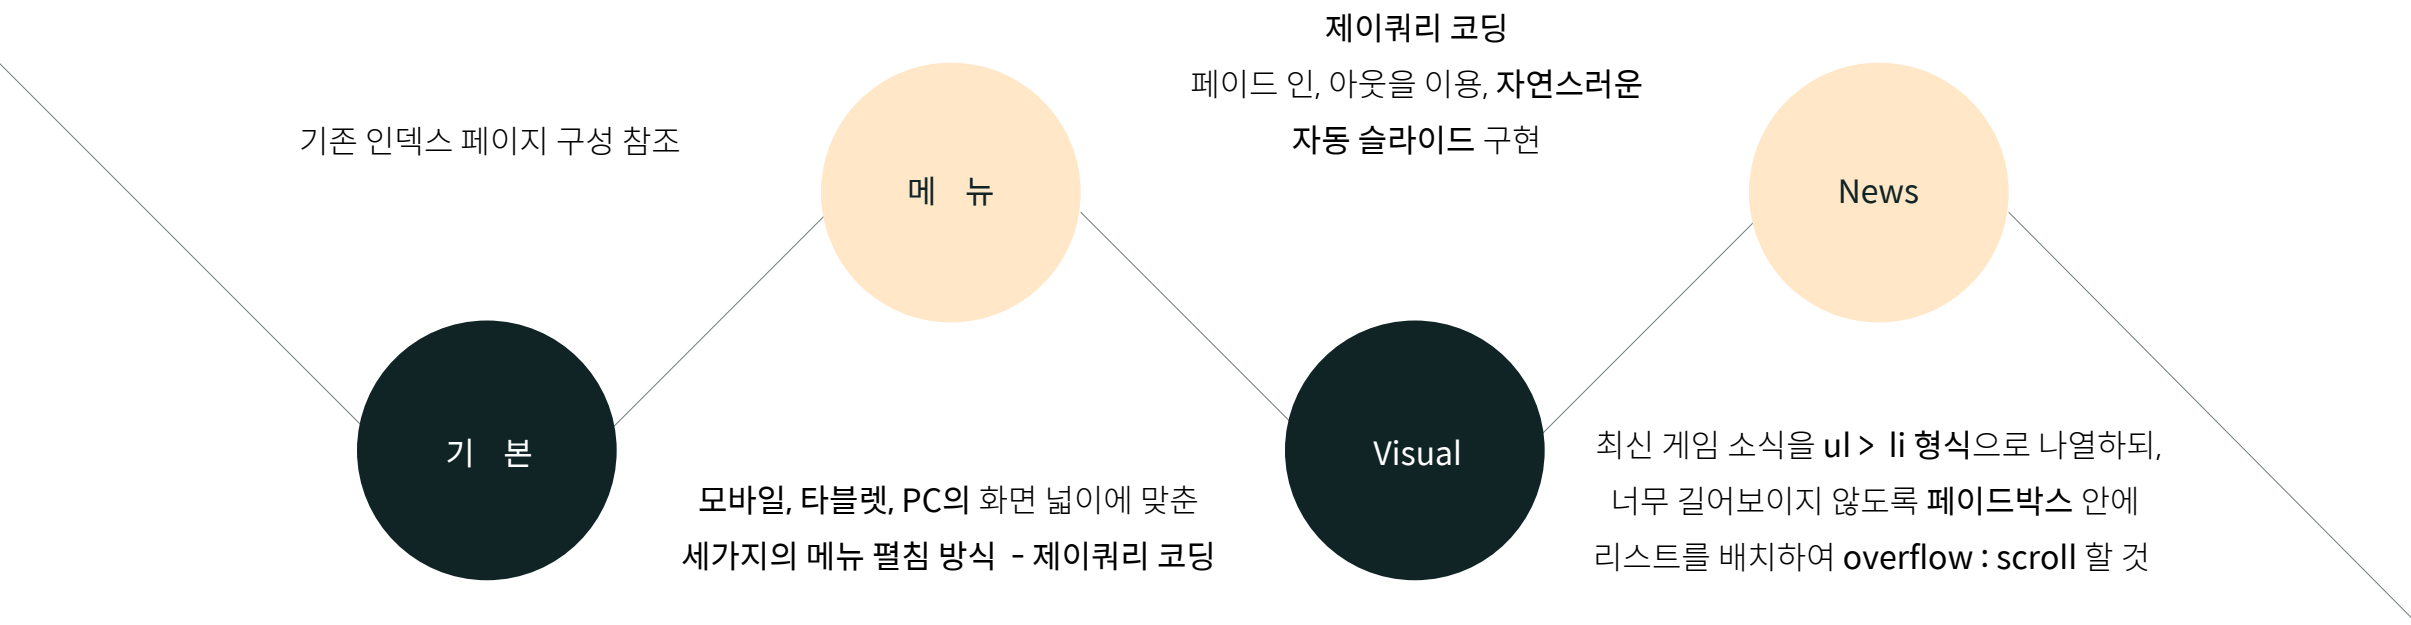 기존 인덱스 페이지 구성 참조
기 본
메 뉴
모바일, 타블렛, PC의 화면 넓이에 맞춘
세가지의 메뉴 펼침 방식 - 제이쿼리 코딩
제이쿼리 코딩
페이드 인, 아웃을 이용, 자연스러운
자동 슬라이드 구현
Visual
News
최신 게임 소식을 ul > li 형식으로 나열하되,
너무 길어보이지 않도록 페이드박스 안에
리스트를 배치하여 overflow : scroll 할 것